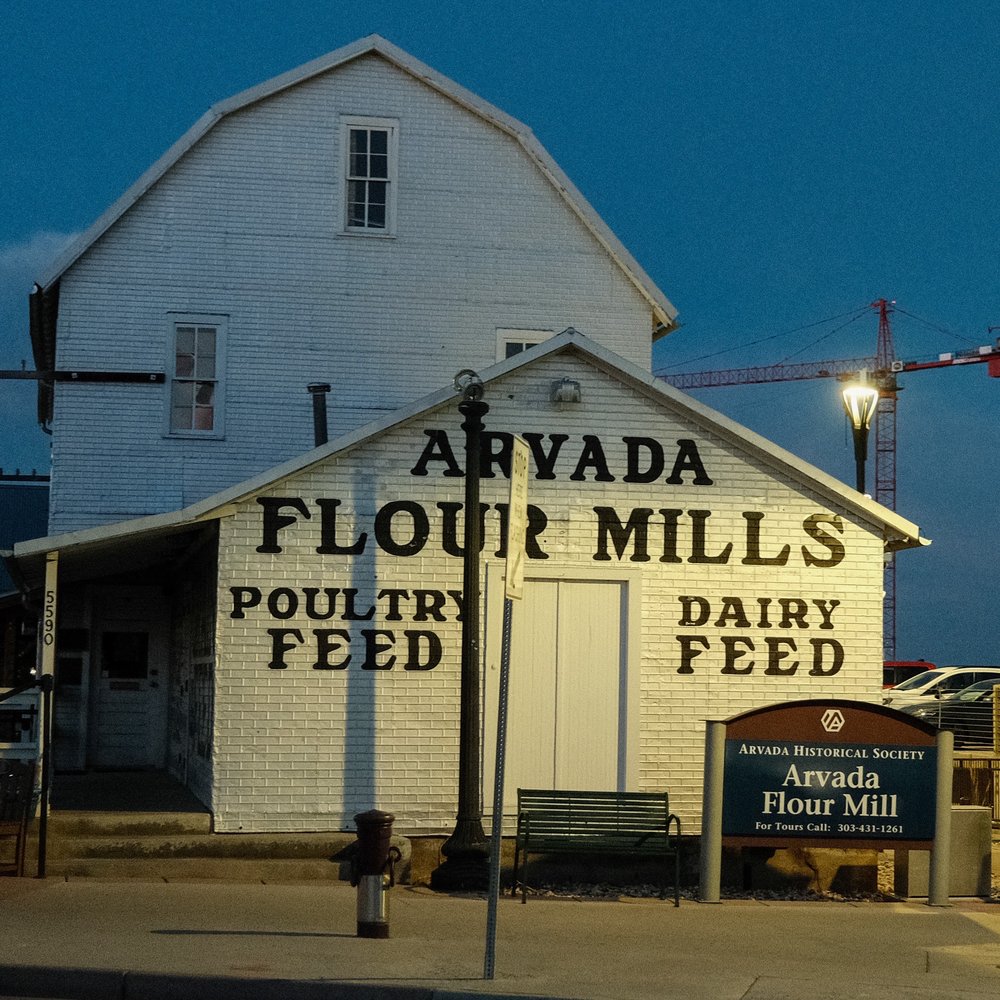 ARVADA
FLOUR MILLS
POULTRY
FEED
DAIRY
FEED
5590
ARVADA HISTORICAL SOCIETY
Arvada
Flour Mill
For Tours Call: 303-431-1261